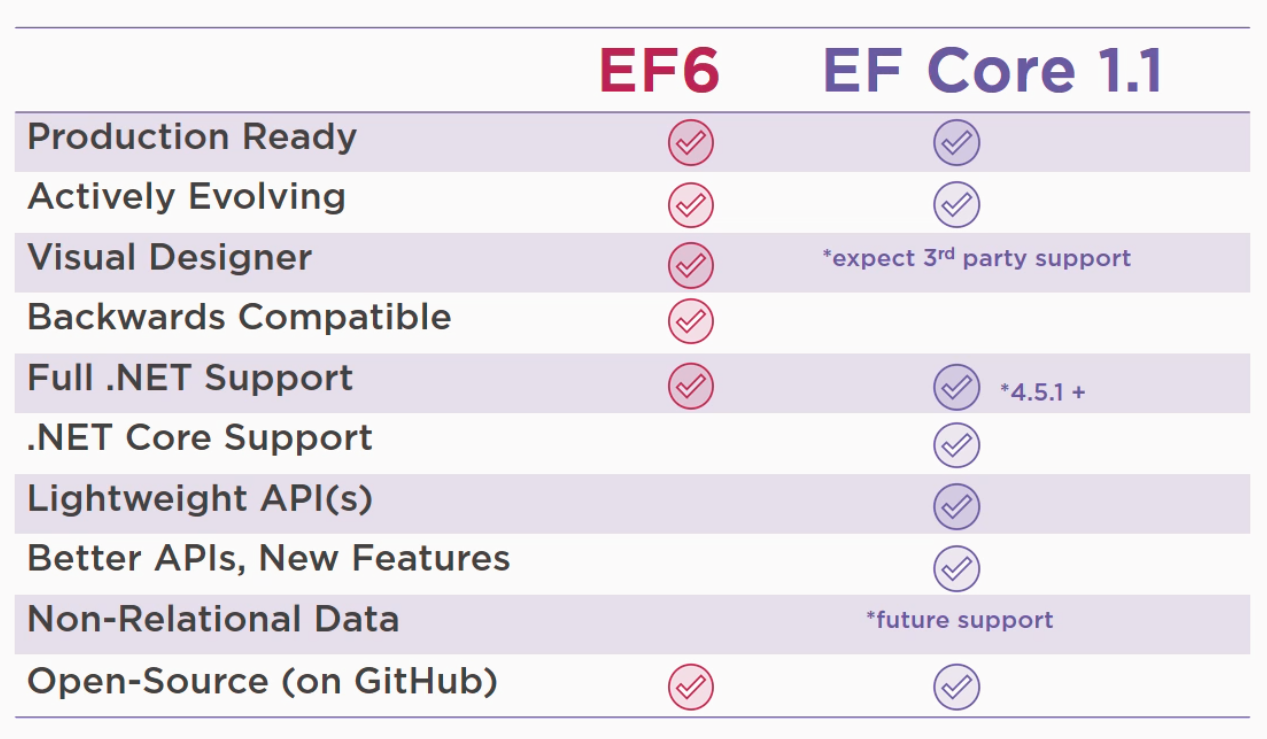 EF6 EF Core 1.1
Production Ready
Actively Evolving
Visual Designer *expect 3rd party support
Backwards Compatible
Full .NET Support *4.5.1 +
.NET Core Support
Lightweight API(s)
Better APIs, New Features
Non-Relational Data *future support
Open-Source (on GitHub)